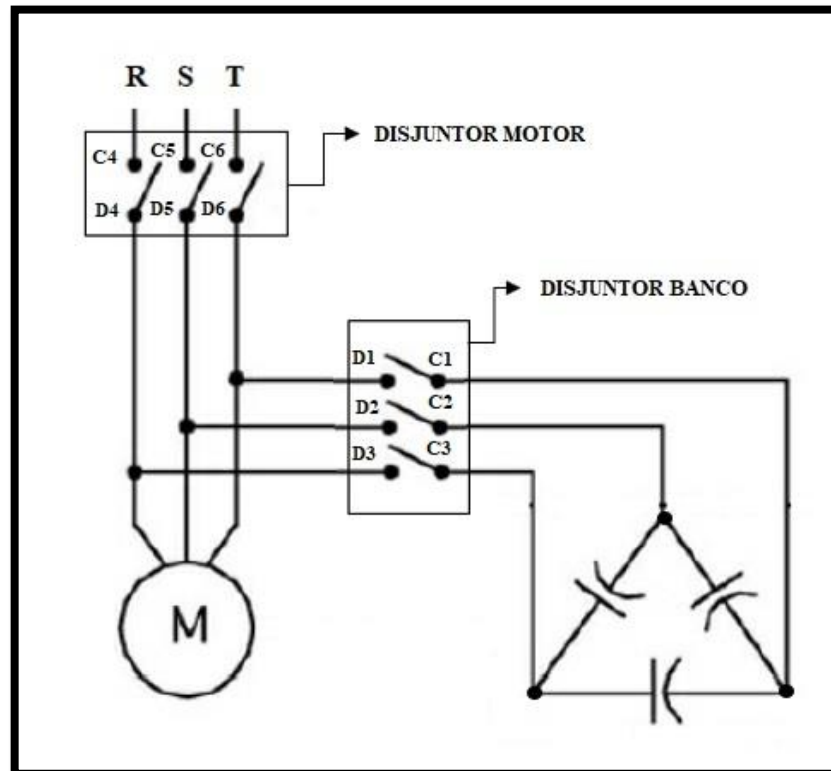 R S T
DISJUNTOR MOTOR
C4 C5 C6
D4 D5 D6
DISJUNTOR BANCO
D1 C1
D2 C2
D3 C3
M